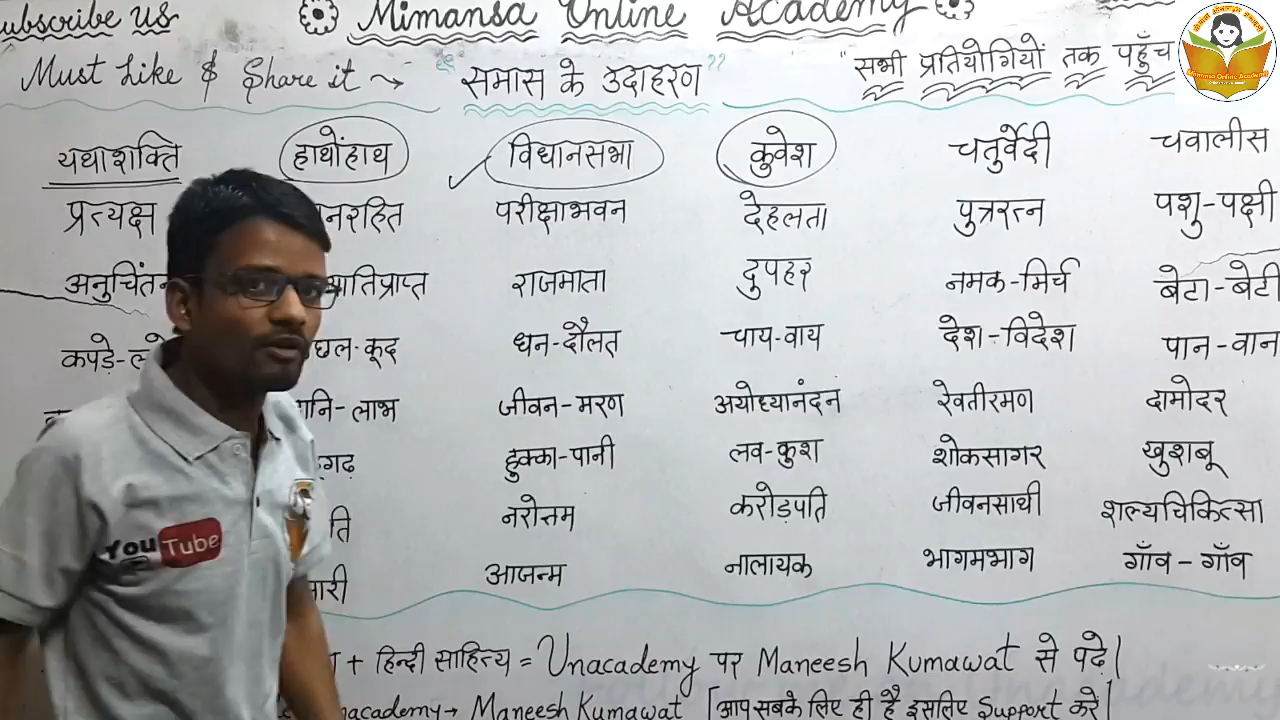 Mimansa Online Academy
us
Must Like & Share it → "समास के उदाहरण" "सभी प्रतियोगियों तक पहुँच
यथाशक्ति हाथोंहाथ विधानसभा कुवेश चतुर्वेदी चवालीस
प्रत्यक्ष परीक्षाभवन देहलता पुत्ररत्न पशु-पक्षी
राजमाता दुपहर नमक-मिर्च बेटा-बेटी
कपड़े- कूद धन-दौलत चाय-वाय देश-विदेश पान-वान
लाभ जीवन-मरण अयोध्यानंदन रेवतीरमण दामोदर
हुक्का-पानी लव-कुश शोकसागर खुशबू
नरोत्तम करोड़पति जीवनसाथी शल्यचिकित्सा
आजन्म नालायक भागमभाग गाँव-गाँव
YouTube
+ हिन्दी साहित्य = Unacademy पर Maneesh Kumawat से पढ़े|
→ Maneesh Kumawat [आप सबके लिए ही है इसलिए Support करे|